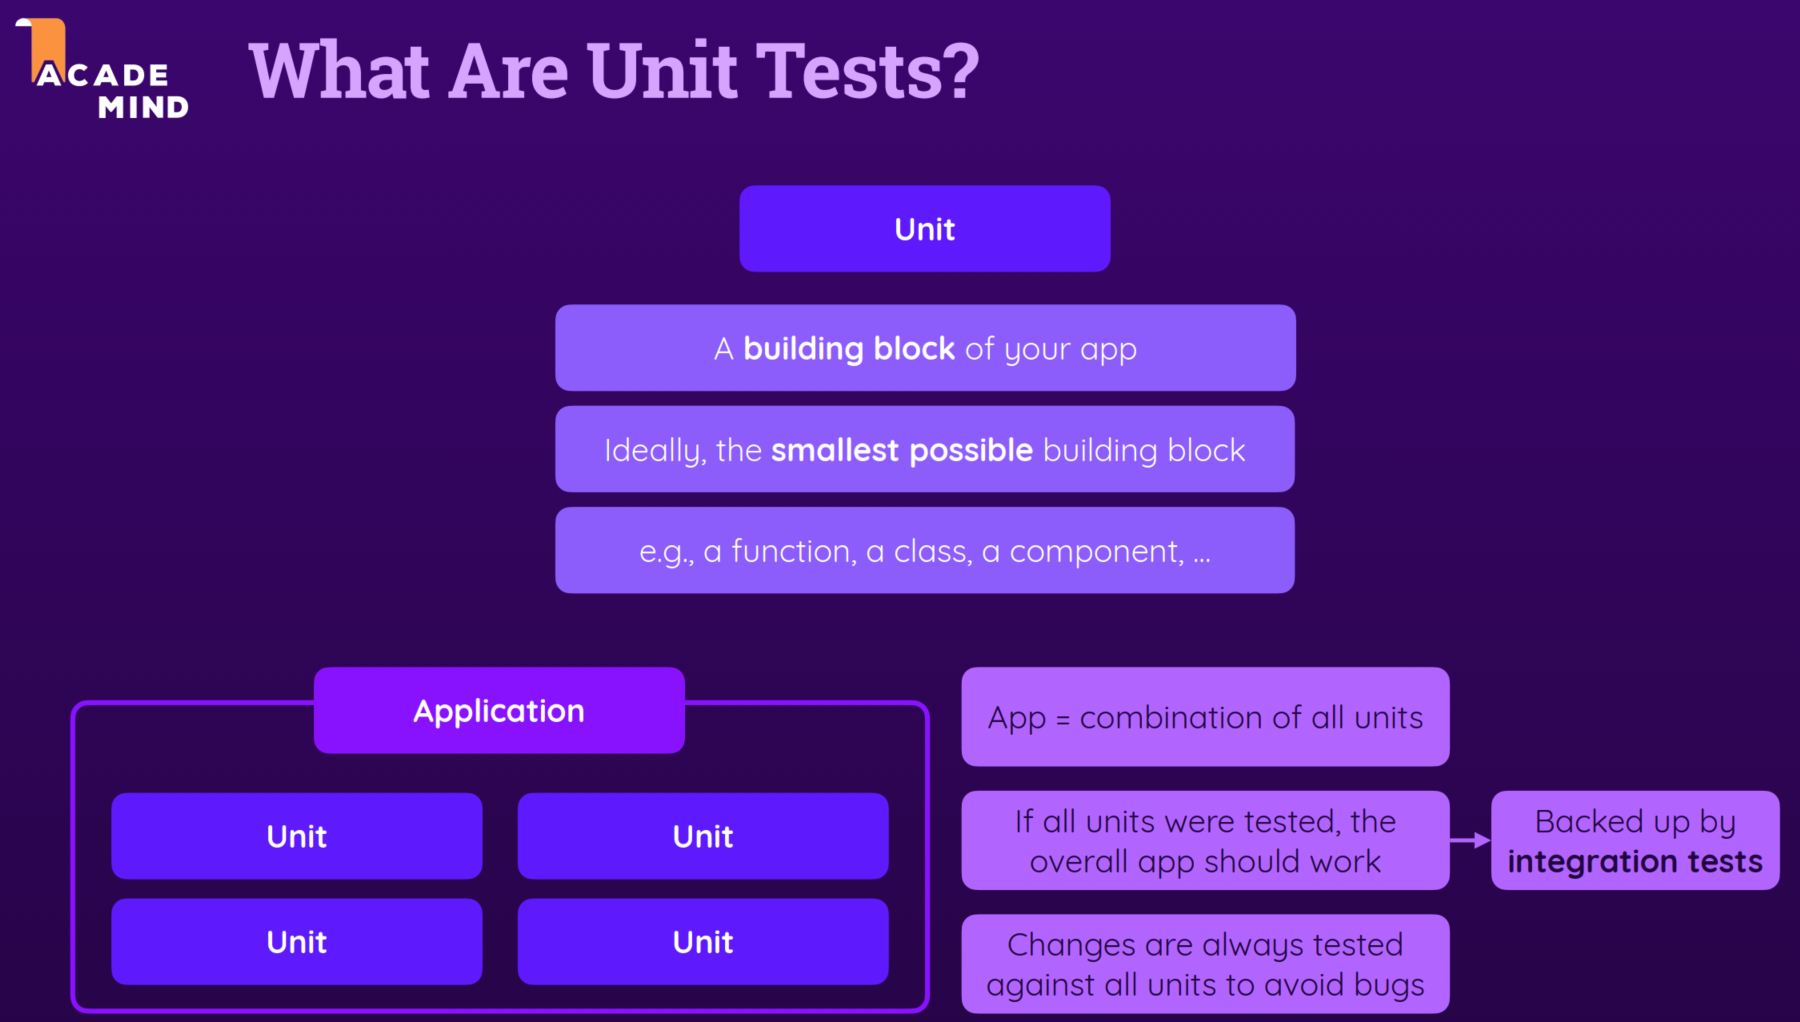 ACADE
MIND
What Are Unit Tests?
Unit
A building block of your app
Ideally, the smallest possible building block
e.g., a function, a class, a component, ...
Application
Unit
Unit
Unit
Unit
App = combination of all units
If all units were tested, the
overall app should work
Backed up by
integration tests
Changes are always tested
against all units to avoid bugs